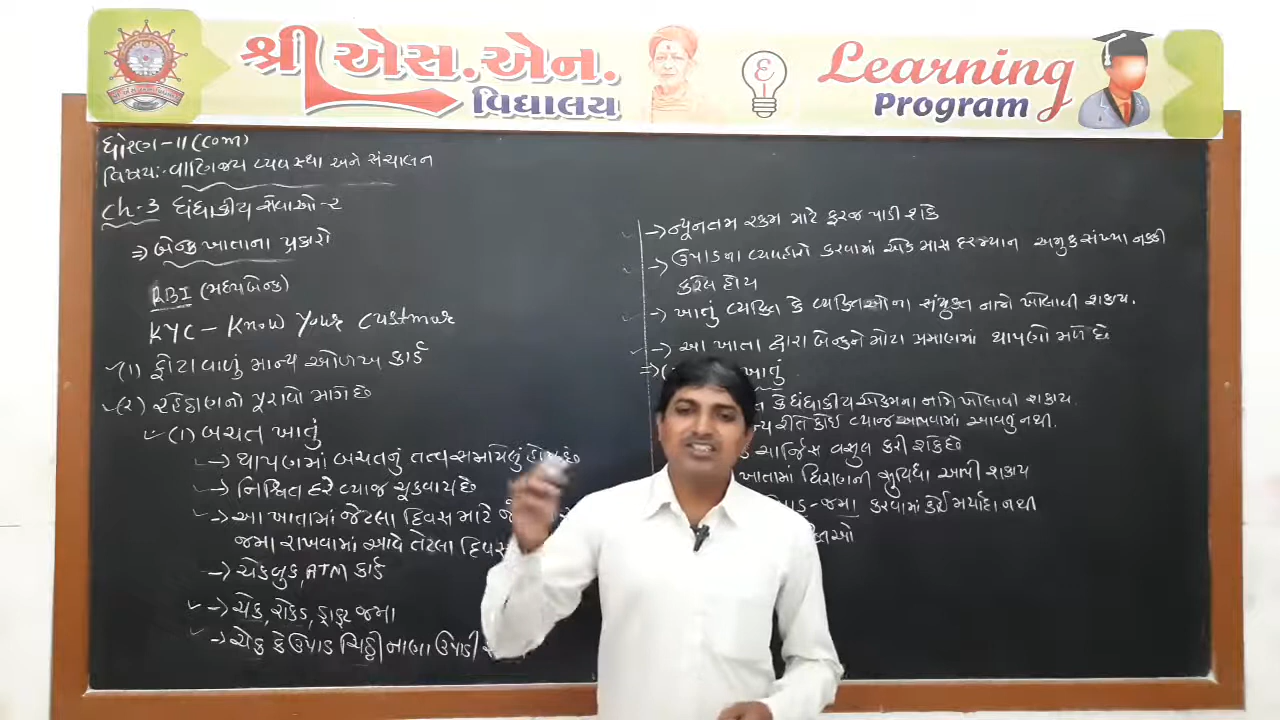 શ્રી એસ.એન. વિદ્યાલય
Learning Program
ધોરણ-11 (com)
વિષય:- વાણિજ્ય વ્યવસ્થા અને સંચાલન
ch-3 ધંધાકીય સેવાઓ-2
⇒ બેન્ક ખાતાના પ્રકારો
RBI (મધ્યબેન્ક)
KYC – Know Your Custmar
(1) ફોટાવાળું માન્ય ઓળખ કાર્ડ
(2) રહેઠાણનો પૂરાવો માગે છે
(1) બચત ખાતું
→ થાપણમાં બચતનું તત્વ સમાયેલું હોય છે
→ નિશ્ચિત દરે વ્યાજ ચૂકવાય છે
→ આ ખાતામાં જેટલા દિવસ માટે
જમા રાખવામાં આવે તેટલા દિવસ
→ ચેકબુક, ATM કાર્ડ
→ ચેક, રોકડ, ડ્રાફ્ટ જમા
→ ચેક કે ઉપાડ ચિઠ્ઠી નાણા ઉપાડી
→ ન્યૂનતમ રકમ માટે ફરજ પાડી શકે
→ ઉપાડના વ્યવહારો કરવામાં એક માસ દરમ્યાન અમુક સંખ્યા નક્કી
કરેલ હોય
→ ખાતું વ્યક્તિ કે વ્યક્તિઓના સંયુક્ત નામે ખોલાવી શકાય.
→ આ ખાતા દ્વારા બેન્કને મોટા પ્રમાણમાં થાપણો મળે છે
⇒ ખાતું
કે ધંધાકીય એકમના નામે ખોલાવી શકાય.
રીતે કોઈ વ્યાજ આપવામાં આવતું નથી.
ચાર્જિસ વસુલ કરી શકે છે
ખાતામાં ધિરાણની સુવિધા આપી શકાય
જમા કરવામાં કોઈ મર્યાદા નથી